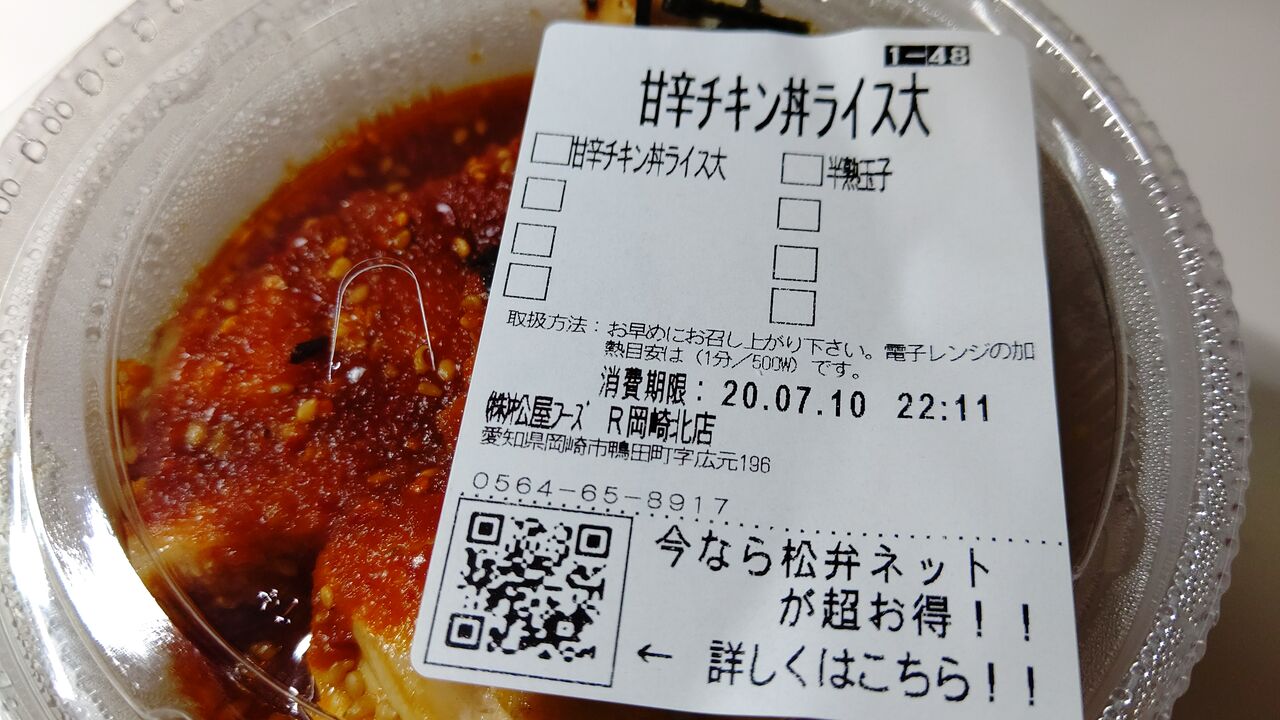 1-48
甘辛チキン丼ライス大
甘辛チキン丼ライス大 半熟玉子
取扱方法：お早めにお召し上がり下さい。電子レンジの加
熱目安は（1分／500W）です。
消費期限：20.07.10 22:11
㈱松屋フーズ R岡崎北店
愛知県岡崎市鴨田町字広元196
0564-65-8917
今なら松弁ネット
が超お得！！
← 詳しくはこちら！！